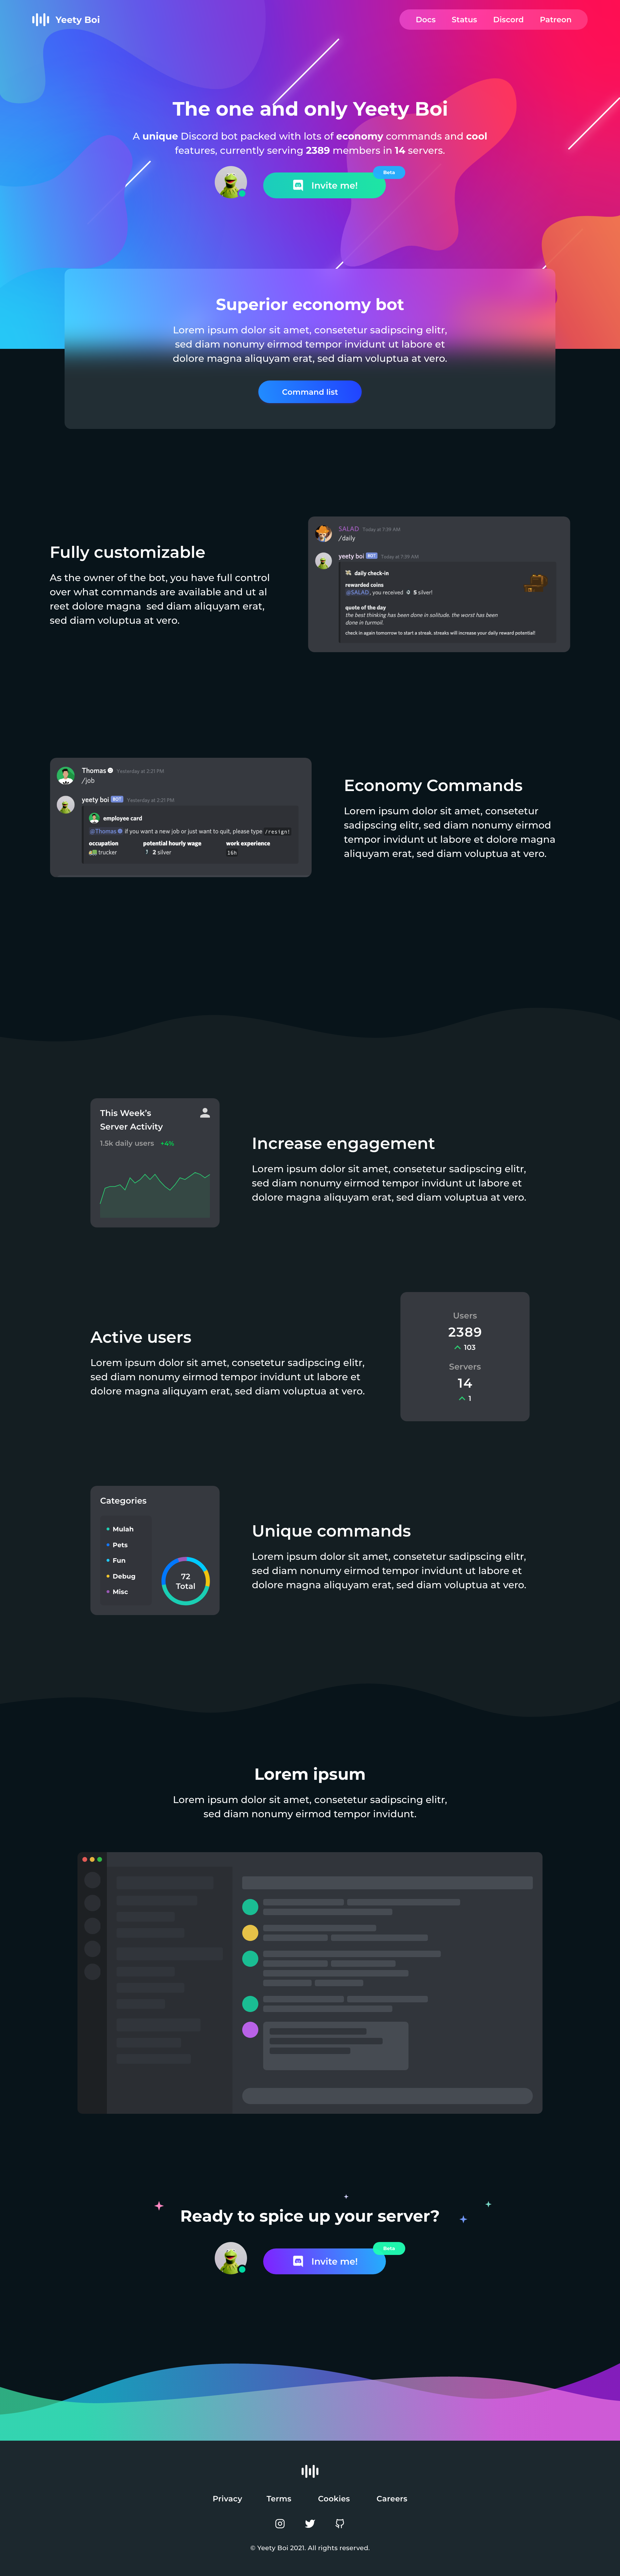 Yeety Boi
Docs Status Discord Patreon
The one and only Yeety Boi
A unique Discord bot packed with lots of economy commands and cool
features, currently serving 2389 members in 14 servers.
Beta
Invite me!
Superior economy bot
Lorem ipsum dolor sit amet, consetetur sadipscing elitr,
sed diam nonumy eirmod tempor invidunt ut labore et
dolore magna aliquyam erat, sed diam voluptua at vero.
Command list
Fully customizable
As the owner of the bot, you have full control
over what commands are available and ut al
reet dolore magna  sed diam aliquyam erat,
sed diam voluptua at vero.
SALAD Today at 7:39 AM
/daily
yeety boi BOT Today at 7:39 AM
daily check-in
rewarded coins
@SALAD, you received 5 silver!
quote of the day
the best thinking has been done in solitude. the worst has been
done in turmoil.
check in again tomorrow to start a streak. streaks will increase your daily reward potential!
Thomas Yesterday at 2:21 PM
/job
yeety boi BOT Yesterday at 2:21 PM
employee card
@Thomas if you want a new job or just want to quit, please type /resign!
occupation potential hourly wage work experience
trucker 2 silver 16h
Economy Commands
Lorem ipsum dolor sit amet, consetetur
sadipscing elitr, sed diam nonumy eirmod
tempor invidunt ut labore et dolore magna
aliquyam erat, sed diam voluptua at vero.
This Week's
Server Activity
1.5k daily users +4%
Increase engagement
Lorem ipsum dolor sit amet, consetetur sadipscing elitr,
sed diam nonumy eirmod tempor invidunt ut labore et
dolore magna aliquyam erat, sed diam voluptua at vero.
Active users
Lorem ipsum dolor sit amet, consetetur sadipscing elitr,
sed diam nonumy eirmod tempor invidunt ut labore et
dolore magna aliquyam erat, sed diam voluptua at vero.
Users
2389
103
Servers
14
1
Categories
Mulah
Pets
Fun
Debug
Misc
72
Total
Unique commands
Lorem ipsum dolor sit amet, consetetur sadipscing elitr,
sed diam nonumy eirmod tempor invidunt ut labore et
dolore magna aliquyam erat, sed diam voluptua at vero.
Lorem ipsum
Lorem ipsum dolor sit amet, consetetur sadipscing elitr,
sed diam nonumy eirmod tempor invidunt.
Ready to spice up your server?
Beta
Invite me!
Privacy Terms Cookies Careers
© Yeety Boi 2021. All rights reserved.